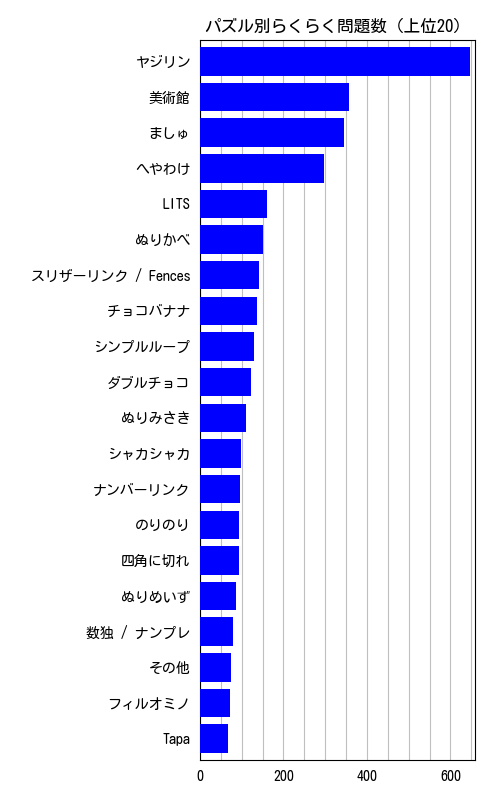 パズル別らくらく問題数 (上位20)
ヤジリン
美術館
ましゅ
へやわけ
LITS
ぬりかべ
スリザーリンク / Fences
チョコバナナ
シンプルループ
ダブルチョコ
ぬりみさき
シャカシャカ
ナンバーリンク
のりのり
四角に切れ
ぬりめいず
数独 / ナンプレ
その他
フィルオミノ
Tapa
0 200 400 600